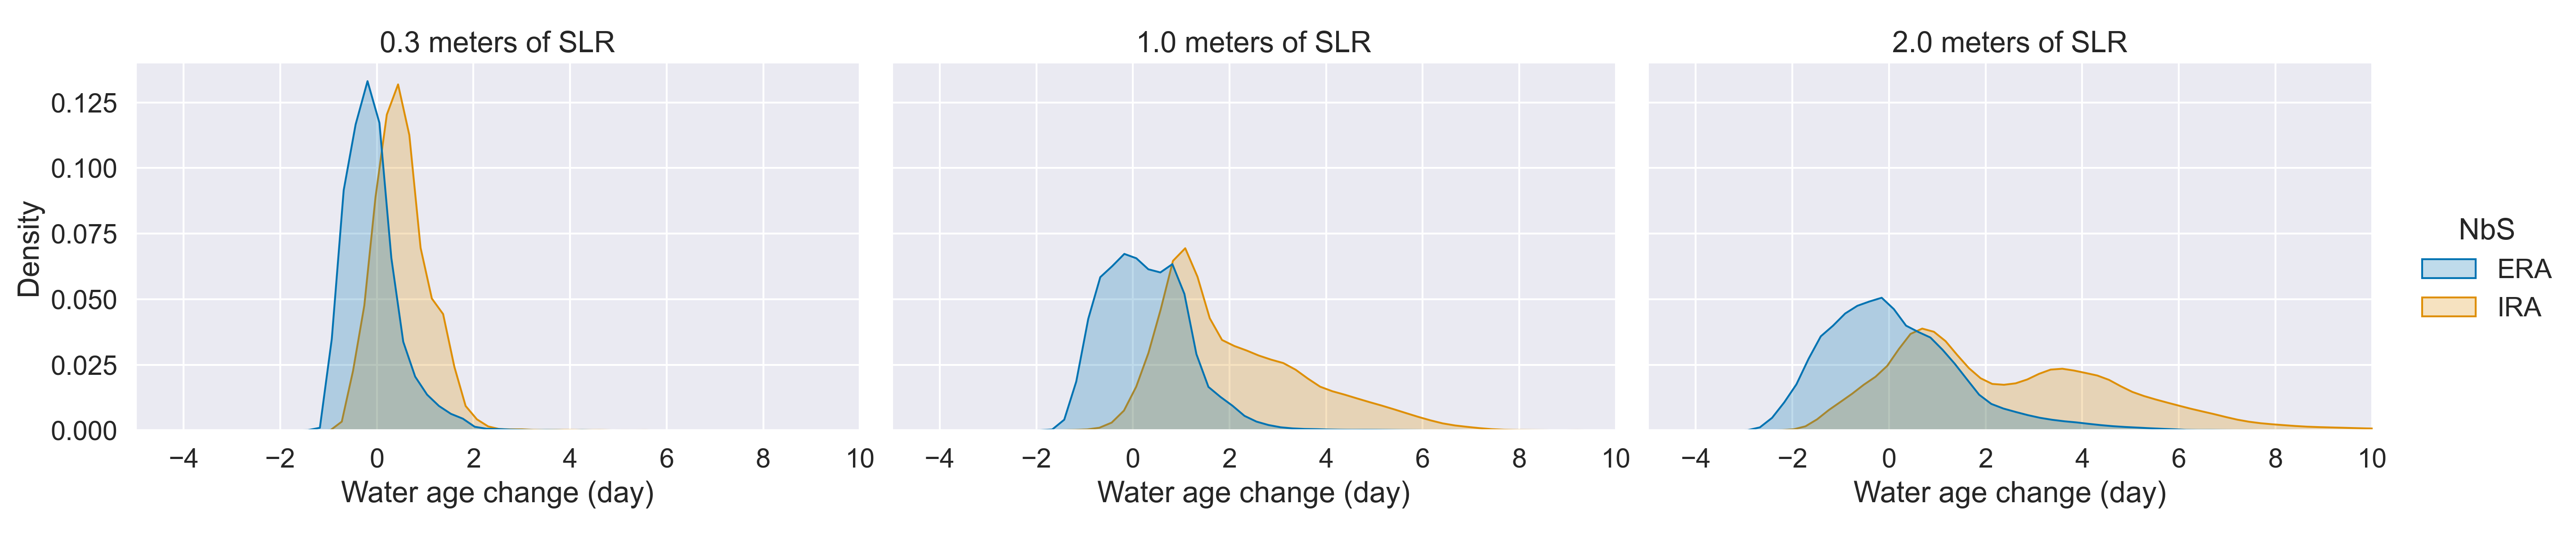 0.3 meters of SLR
1.0 meters of SLR
2.0 meters of SLR
Density
0.125
0.100
0.075
0.050
0.025
0.000
−4 −2 0 2 4 6 8 10
−4 −2 0 2 4 6 8 10
−4 −2 0 2 4 6 8 10
Water age change (day)
Water age change (day)
Water age change (day)
NbS
ERA
IRA